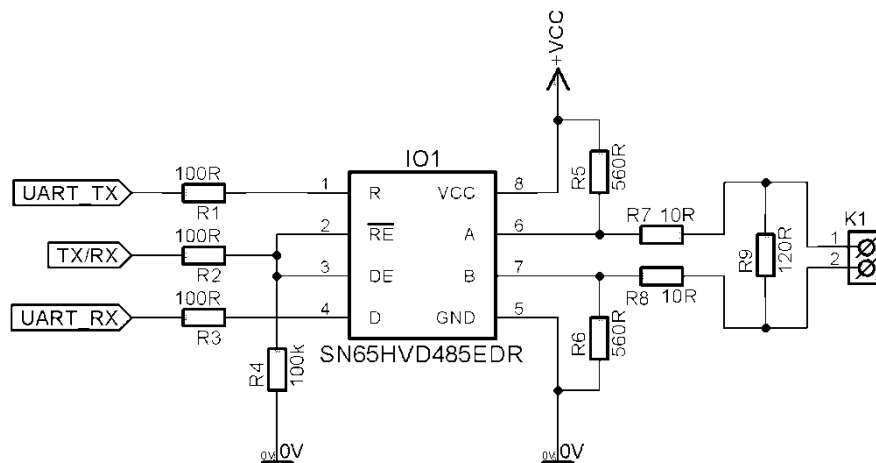 +VCC
IO1
100R
UART_TX
R1
1
R
VCC
8
R5
560R
100R
TX/RX
R2
2
RE
A
6
R7 10R
K1
1
2
3
DE
B
7
R8 10R
R9
120R
100R
UART_RX
R3
4
D
GND
5
R6
560R
SN65HVD485EDR
R4
100k
0V 0V
0V 0V